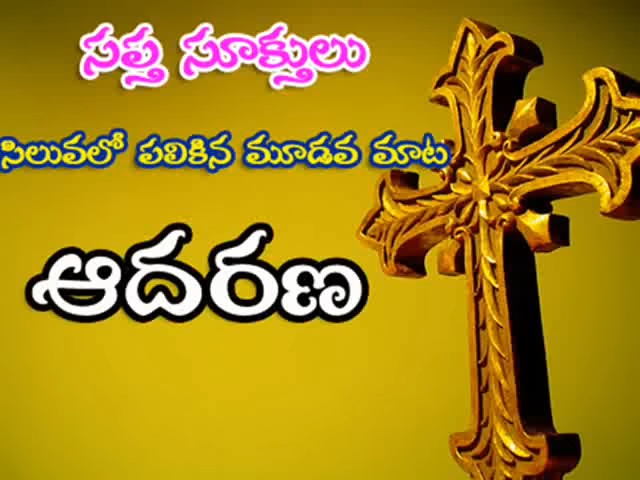 సప్త సూక్తులు
సిలువలో పలికిన మూడవ మాట
ఆదరణ